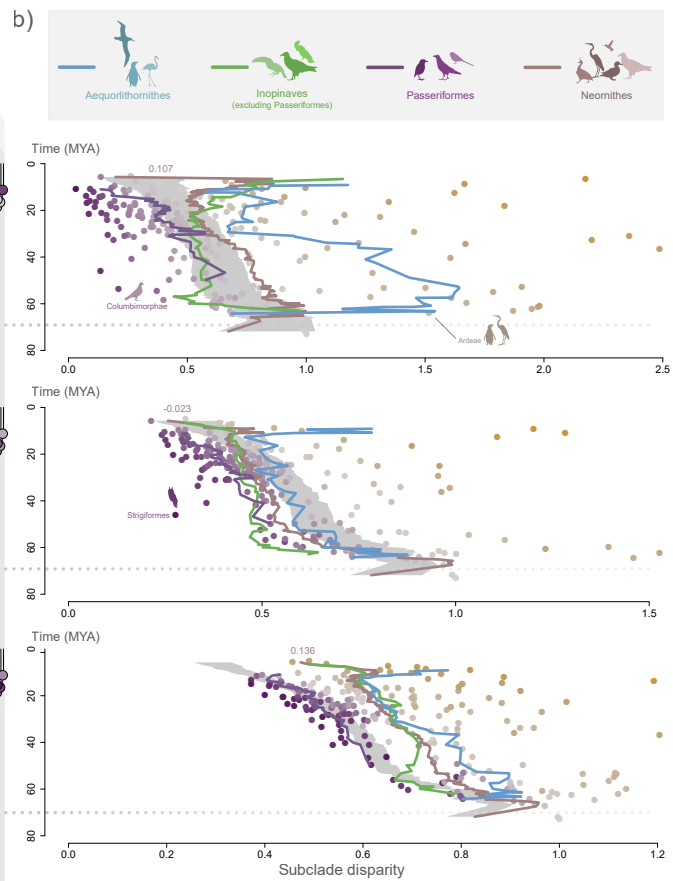 b)
Aequorlithornithes
Inopinaves
(excluding Passeriformes)
Passeriformes
Neornithes
Time (MYA)
0.107
0
20
40
60
80
Columbimorphae
Ardeae
0.0 0.5 1.0 1.5 2.0 2.5
Time (MYA)
-0.023
0
20
40
60
80
Strigiformes
0.0 0.5 1.0 1.5
Time (MYA)
0.136
0
20
40
60
80
0.0 0.2 0.4 0.6 0.8 1.0 1.2
Subclade disparity